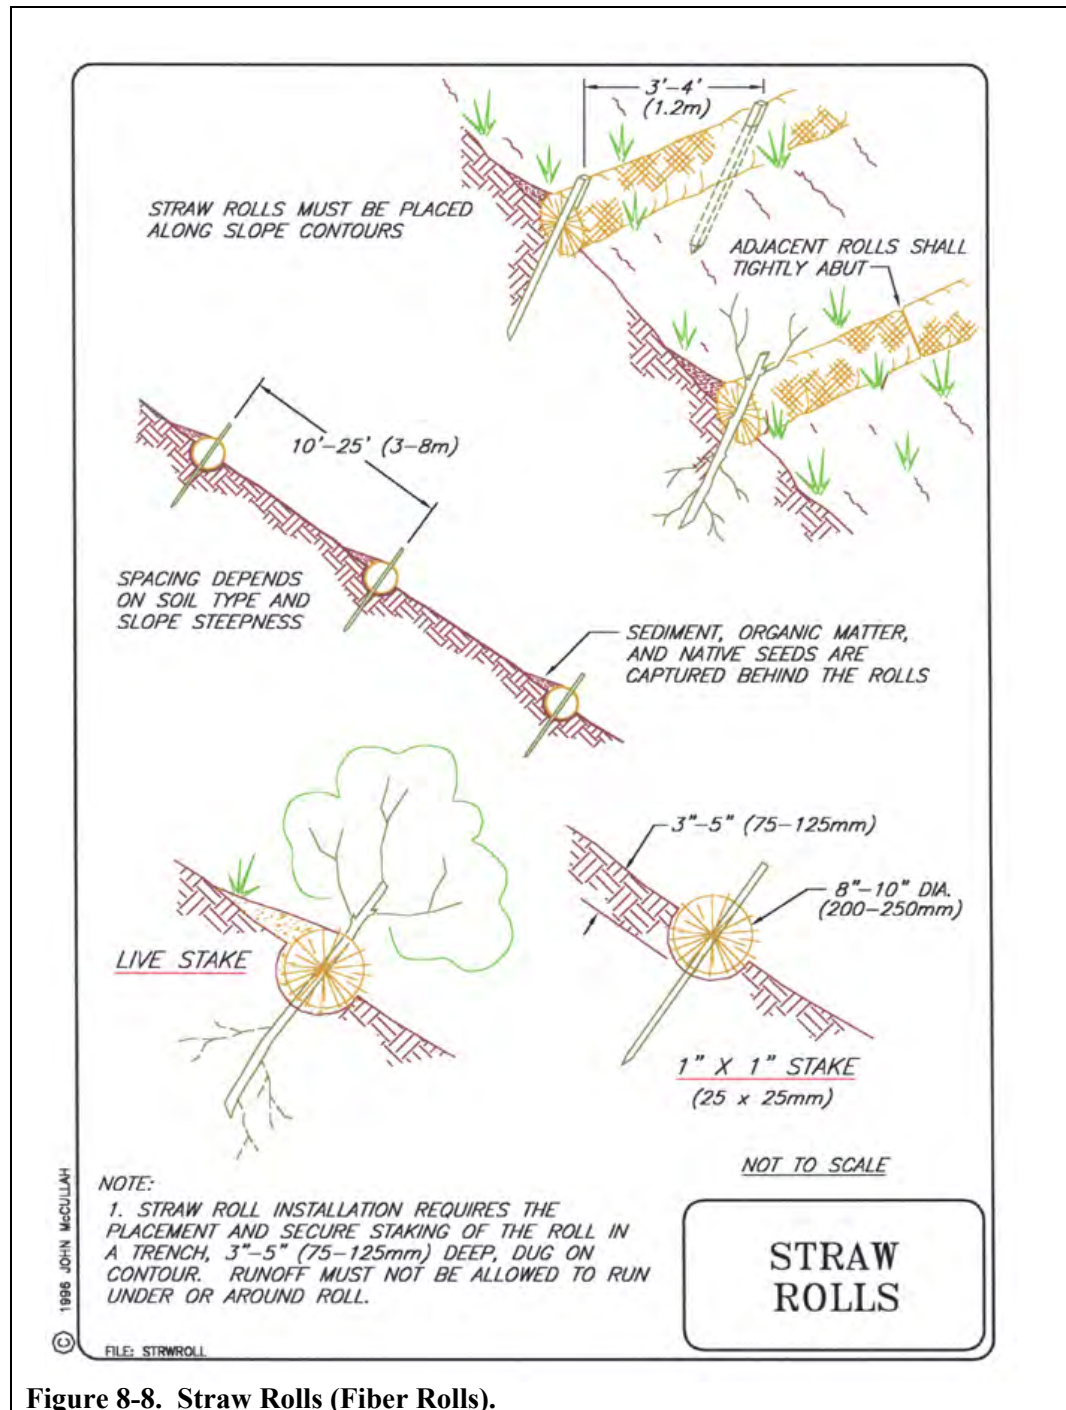 3'-4'
(1.2m)
STRAW ROLLS MUST BE PLACED
ALONG SLOPE CONTOURS
ADJACENT ROLLS SHALL
TIGHTLY ABUT
10'-25' (3-8m)
SPACING DEPENDS
ON SOIL TYPE AND
SLOPE STEEPNESS
SEDIMENT, ORGANIC MATTER,
AND NATIVE SEEDS ARE
CAPTURED BEHIND THE ROLLS
3"-5" (75-125mm)
8"-10" DIA.
(200-250mm)
LIVE STAKE
1" X 1" STAKE
(25 x 25mm)
NOT TO SCALE
NOTE:
1. STRAW ROLL INSTALLATION REQUIRES THE
PLACEMENT AND SECURE STAKING OF THE ROLL IN
A TRENCH, 3"-5" (75-125mm) DEEP, DUG ON
CONTOUR. RUNOFF MUST NOT BE ALLOWED TO RUN
UNDER OR AROUND ROLL.
STRAW
ROLLS
© 1996 JOHN McCULLAH
FILE: STRWROLL
Figure 8-8. Straw Rolls (Fiber Rolls).